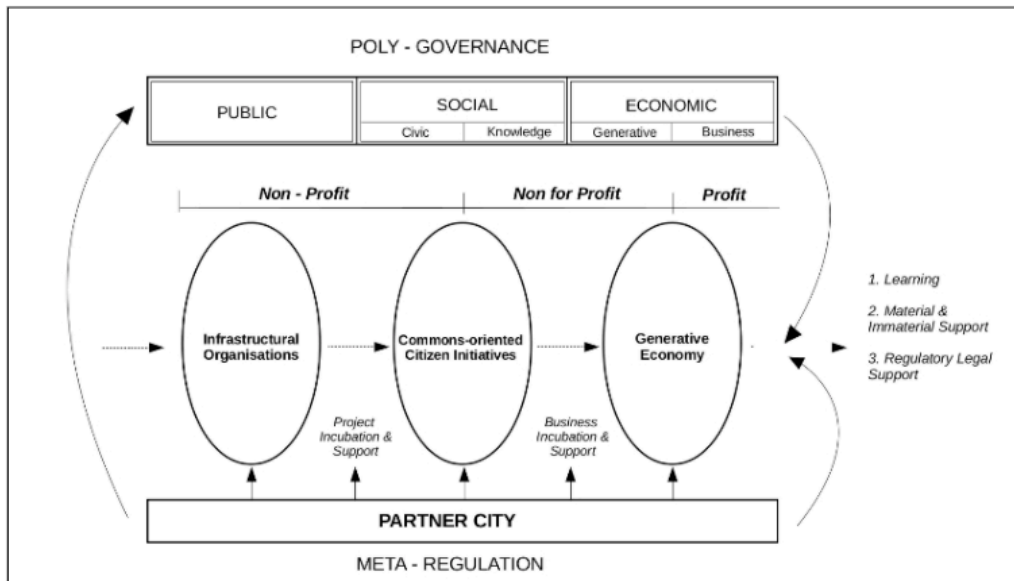 POLY - GOVERNANCE
PUBLIC
SOCIAL
ECONOMIC
Civic
Knowledge
Generative
Business
Non - Profit
Non for Profit
Profit
Infrastructural
Organisations
Commons-oriented
Citizen Initiatives
Generative
Economy
1. Learning
2. Material &
Immaterial Support
3. Regulatory Legal
Support
Project
Incubation &
Support
Business
Incubation &
Support
PARTNER CITY
META - REGULATION